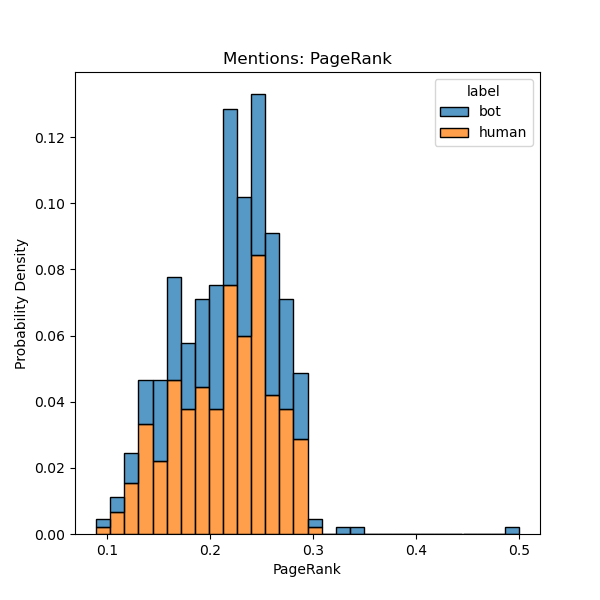 Mentions: PageRank
label
bot
human
Probability Density
0.12
0.10
0.08
0.06
0.04
0.02
0.00
0.1
0.2
0.3
0.4
0.5
PageRank